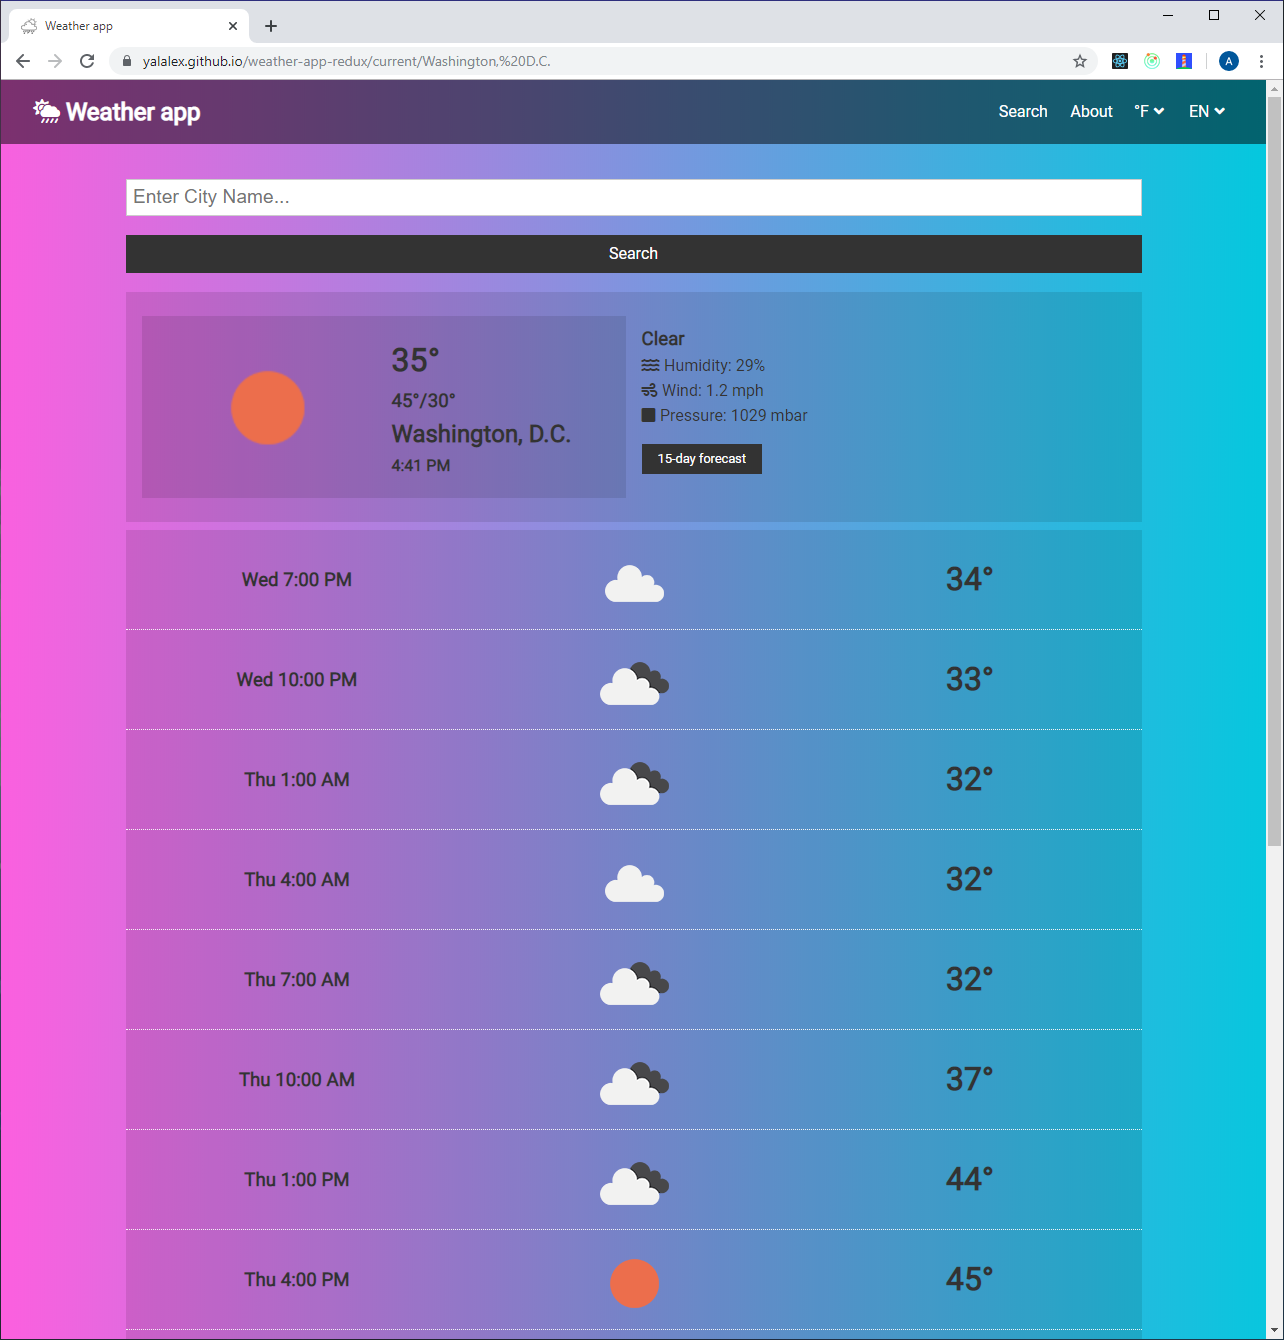 Weather app
yalalex.github.io/weather-app-redux/current/Washington,%20D.C.
A
Weather app
Search About °F EN
Enter City Name...
Search
35°
45°/30°
Washington, D.C.
4:41 PM
Clear
Humidity: 29%
Wind: 1.2 mph
Pressure: 1029 mbar
15-day forecast
Wed 7:00 PM 34°
Wed 10:00 PM 33°
Thu 1:00 AM 32°
Thu 4:00 AM 32°
Thu 7:00 AM 32°
Thu 10:00 AM 37°
Thu 1:00 PM 44°
Thu 4:00 PM 45°